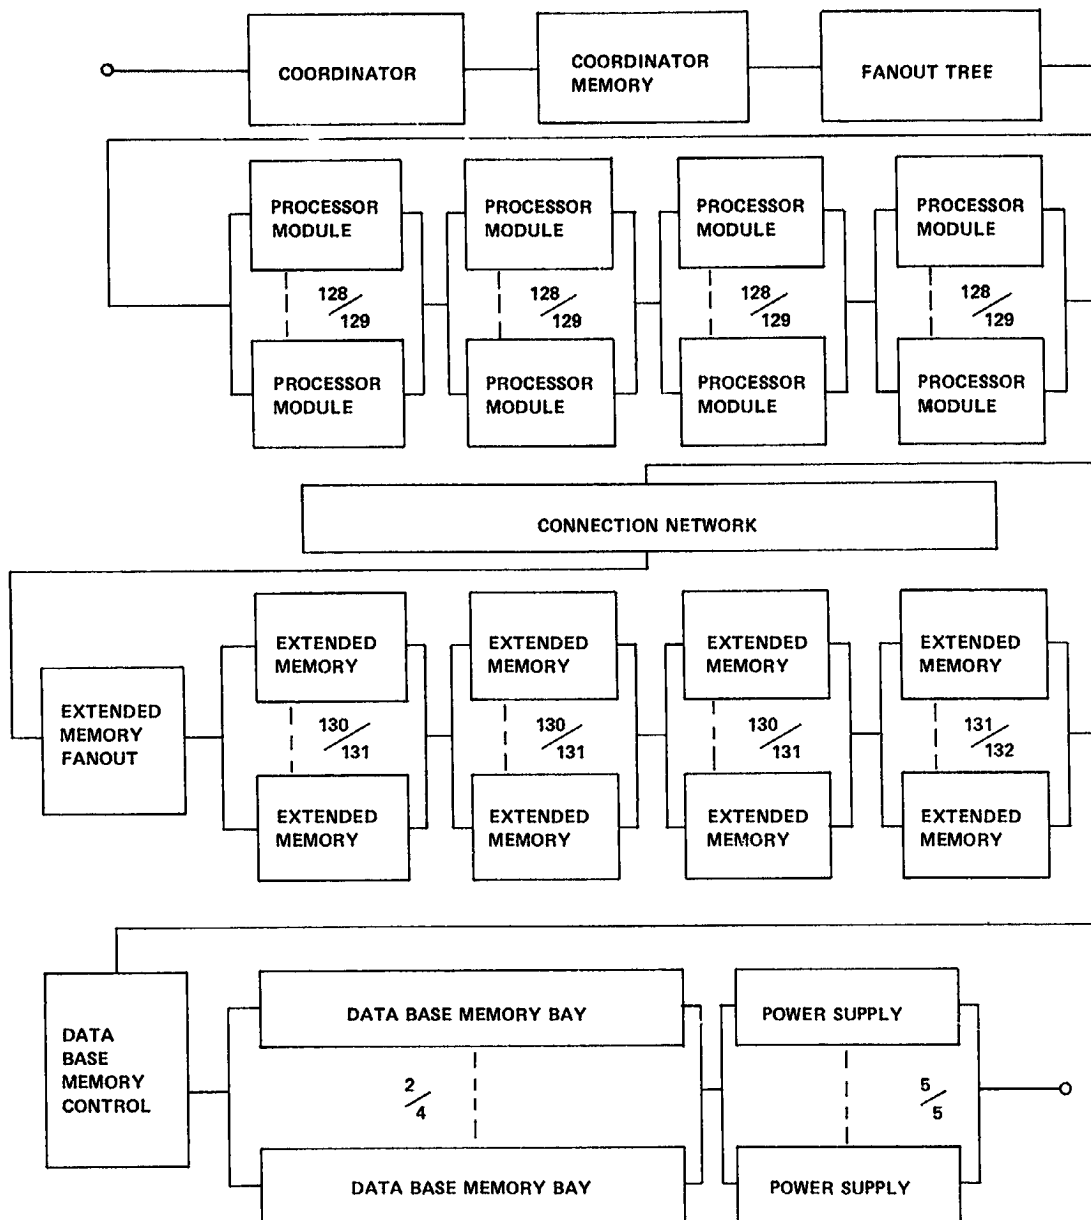 COORDINATOR
COORDINATOR
MEMORY
FANOUT TREE
PROCESSOR
MODULE
PROCESSOR
MODULE
PROCESSOR
MODULE
PROCESSOR
MODULE
128/129
128/129
128/129
128/129
PROCESSOR
MODULE
PROCESSOR
MODULE
PROCESSOR
MODULE
PROCESSOR
MODULE
CONNECTION NETWORK
EXTENDED
MEMORY
FANOUT
EXTENDED
MEMORY
EXTENDED
MEMORY
EXTENDED
MEMORY
EXTENDED
MEMORY
130/131
130/131
130/131
131/132
EXTENDED
MEMORY
EXTENDED
MEMORY
EXTENDED
MEMORY
EXTENDED
MEMORY
DATA
BASE
MEMORY
CONTROL
DATA BASE MEMORY BAY
POWER SUPPLY
2/4
5/5
DATA BASE MEMORY BAY
POWER SUPPLY